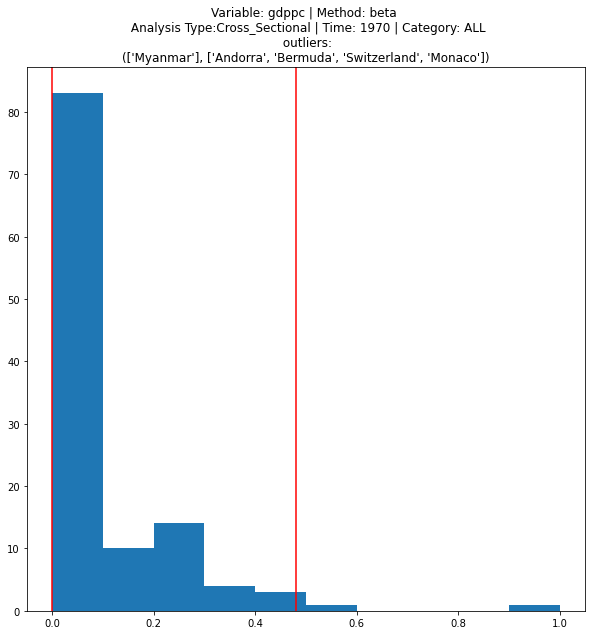 Variable: gdppc | Method: beta
Analysis Type:Cross_Sectional | Time: 1970 | Category: ALL
outliers:
(['Myanmar'], ['Andorra', 'Bermuda', 'Switzerland', 'Monaco'])
80
70
60
50
40
30
20
10
0
0.0 0.2 0.4 0.6 0.8 1.0